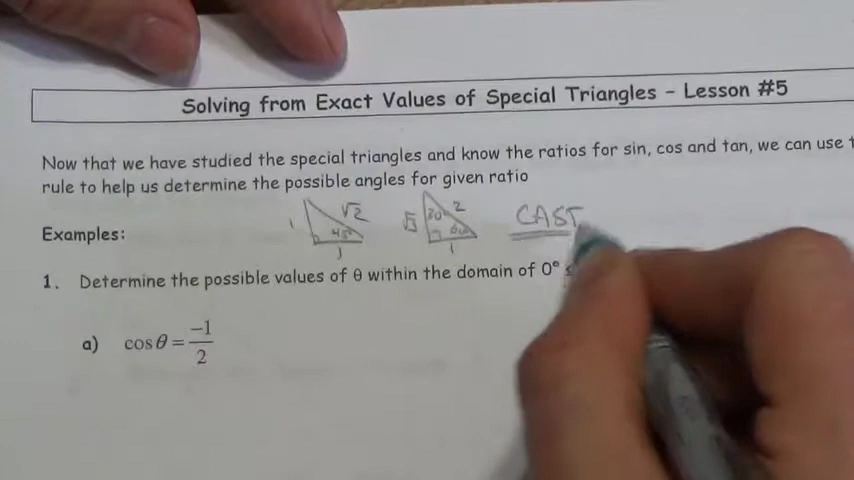 Solving from Exact Values of Special Triangles - Lesson #5
Now that we have studied the special triangles and know the ratios for sin, cos and tan, we can use
rule to help us determine the possible angles for given ratio
1 √2 45° 1
√3 30° 2 60° 1
CAST
Examples:
1. Determine the possible values of θ within the domain of 0° ≤
a) cosθ = -1/2